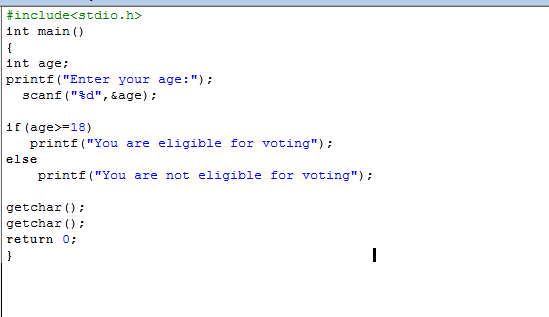 #include<stdio.h>
int main()
{
int age;
printf("Enter your age:");
scanf("%d",&age);
if(age>=18)
printf("You are eligible for voting");
else
printf("You are not eligible for voting");
getchar();
getchar();
return 0;
}